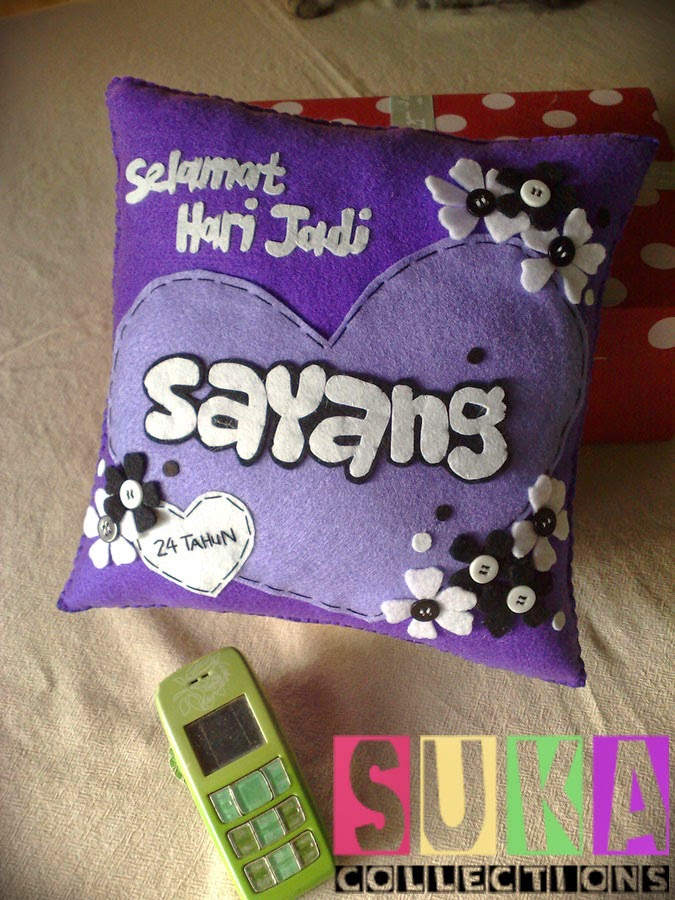 Selamat
Hari Jadi
sayang
24 TAHUN
SUKA
COLLECTIONS